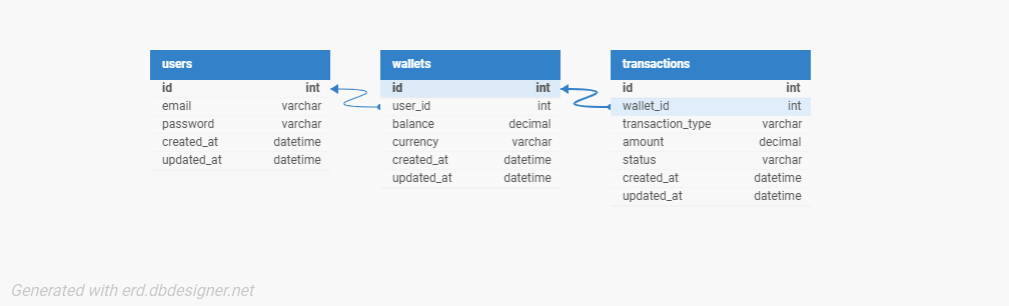 users
id int
email varchar
password varchar
created_at datetime
updated_at datetime
wallets
id int
user_id int
balance decimal
currency varchar
created_at datetime
updated_at datetime
transactions
id int
wallet_id int
transaction_type varchar
amount decimal
status varchar
created_at datetime
updated_at datetime
Generated with erd.dbdesigner.net